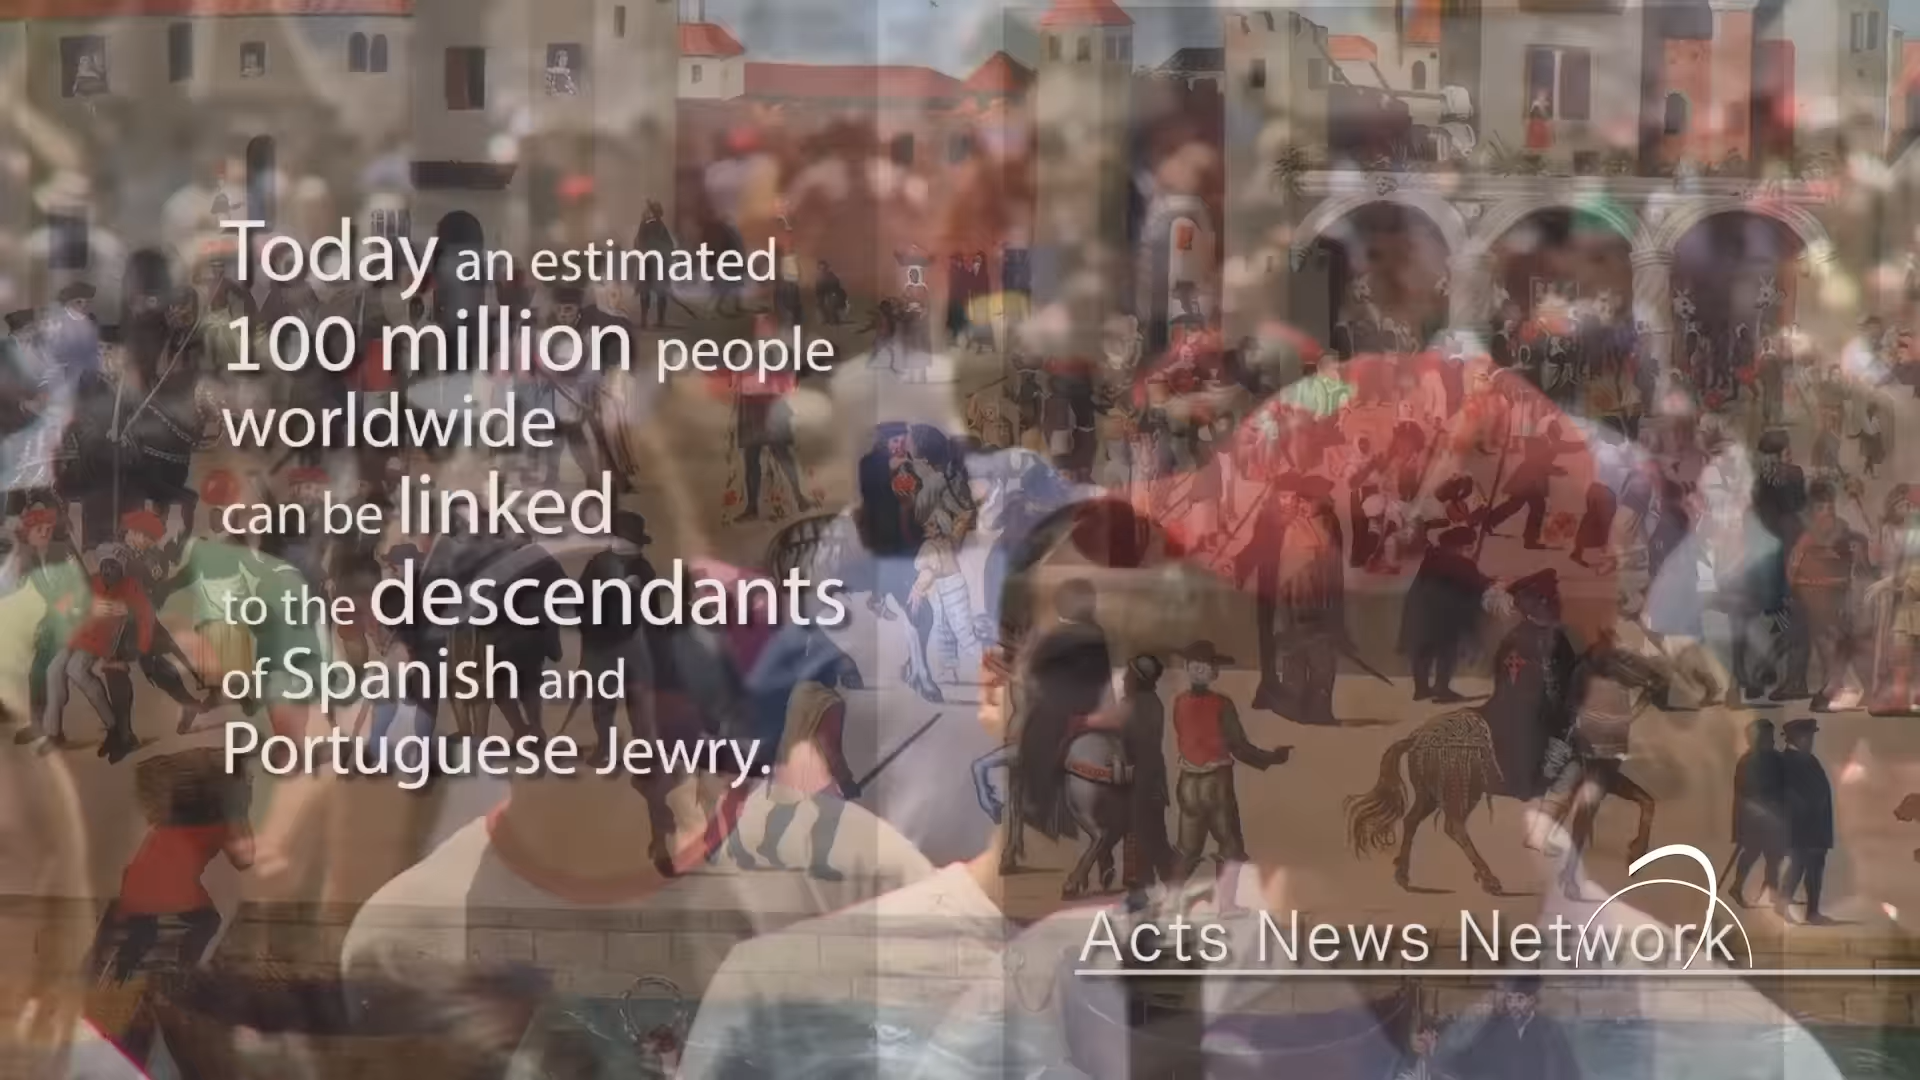 Today an estimated
100 million people
worldwide
can be linked
to the descendants
of Spanish and
Portuguese Jewry.
Acts News Network